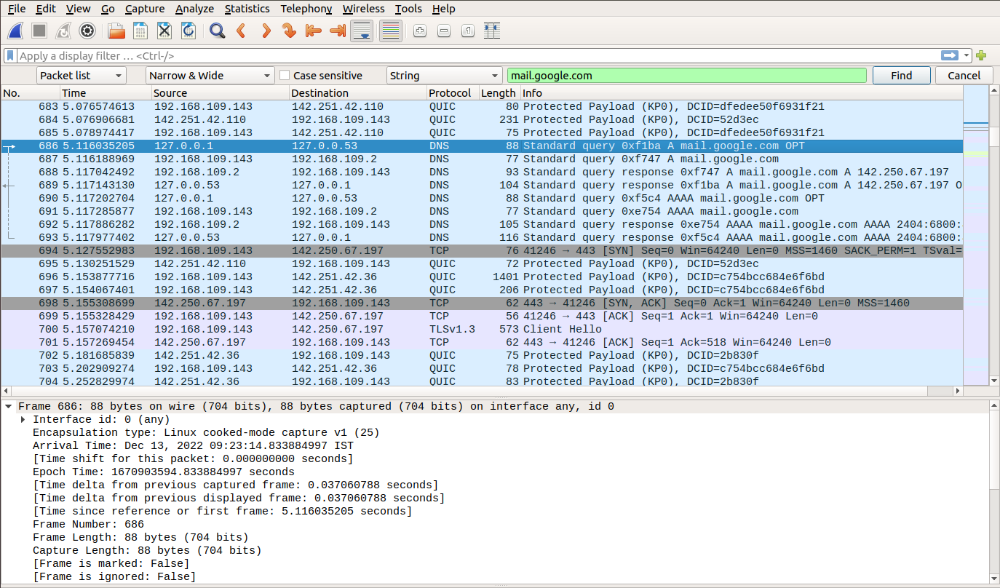 File Edit View Go Capture Analyze Statistics Telephony Wireless Tools Help
Apply a display filter … <Ctrl-/>
Packet list Narrow & Wide Case sensitive String mail.google.com Find Cancel
No. Time Source Destination Protocol Length Info
683 5.076574613 192.168.109.143 142.251.42.110 QUIC 80 Protected Payload (KP0), DCID=dfedee50f6931f21
684 5.076906681 142.251.42.110 192.168.109.143 QUIC 231 Protected Payload (KP0), DCID=52d3ec
685 5.078974417 192.168.109.143 142.251.42.110 QUIC 75 Protected Payload (KP0), DCID=dfedee50f6931f21
686 5.116035205 127.0.0.1 127.0.0.53 DNS 88 Standard query 0xf1ba A mail.google.com OPT
687 5.116188969 192.168.109.143 192.168.109.2 DNS 77 Standard query 0xf747 A mail.google.com
688 5.117042492 192.168.109.2 192.168.109.143 DNS 93 Standard query response 0xf747 A mail.google.com A 142.250.67.197
689 5.117143130 127.0.0.53 127.0.0.1 DNS 104 Standard query response 0xf1ba A mail.google.com A 142.250.67.197 O
690 5.117202704 127.0.0.1 127.0.0.53 DNS 88 Standard query 0xf5c4 AAAA mail.google.com OPT
691 5.117285877 192.168.109.143 192.168.109.2 DNS 77 Standard query 0xe754 AAAA mail.google.com
692 5.117886282 192.168.109.2 192.168.109.143 DNS 105 Standard query response 0xe754 AAAA mail.google.com AAAA 2404:6800:
693 5.117977402 127.0.0.53 127.0.0.1 DNS 116 Standard query response 0xf5c4 AAAA mail.google.com AAAA 2404:6800:
694 5.127552983 192.168.109.143 142.250.67.197 TCP 76 41246 → 443 [SYN] Seq=0 Win=64240 Len=0 MSS=1460 SACK_PERM=1 TSval=
695 5.130251529 142.251.42.110 192.168.109.143 QUIC 72 Protected Payload (KP0), DCID=52d3ec
696 5.153877716 192.168.109.143 142.251.42.36 QUIC 1401 Protected Payload (KP0), DCID=c754bcc684e6f6bd
697 5.154067401 192.168.109.143 142.251.42.36 QUIC 206 Protected Payload (KP0), DCID=c754bcc684e6f6bd
698 5.155308699 142.250.67.197 192.168.109.143 TCP 62 443 → 41246 [SYN, ACK] Seq=0 Ack=1 Win=64240 Len=0 MSS=1460
699 5.155328429 192.168.109.143 142.250.67.197 TCP 56 41246 → 443 [ACK] Seq=1 Ack=1 Win=64240 Len=0
700 5.157074210 192.168.109.143 142.250.67.197 TLSv1.3 573 Client Hello
701 5.157269454 142.250.67.197 192.168.109.143 TCP 62 443 → 41246 [ACK] Seq=1 Ack=518 Win=64240 Len=0
702 5.181685839 142.251.42.36 192.168.109.143 QUIC 75 Protected Payload (KP0), DCID=2b830f
703 5.202909274 192.168.109.143 142.251.42.36 QUIC 78 Protected Payload (KP0), DCID=c754bcc684e6f6bd
704 5.252829974 142.251.42.36 192.168.109.143 QUIC 83 Protected Payload (KP0), DCID=2b830f
Frame 686: 88 bytes on wire (704 bits), 88 bytes captured (704 bits) on interface any, id 0
Interface id: 0 (any)
Encapsulation type: Linux cooked-mode capture v1 (25)
Arrival Time: Dec 13, 2022 09:23:14.833884997 IST
[Time shift for this packet: 0.000000000 seconds]
Epoch Time: 1670903594.833884997 seconds
[Time delta from previous captured frame: 0.037060788 seconds]
[Time delta from previous displayed frame: 0.037060788 seconds]
[Time since reference or first frame: 5.116035205 seconds]
Frame Number: 686
Frame Length: 88 bytes (704 bits)
Capture Length: 88 bytes (704 bits)
[Frame is marked: False]
[Frame is ignored: False]